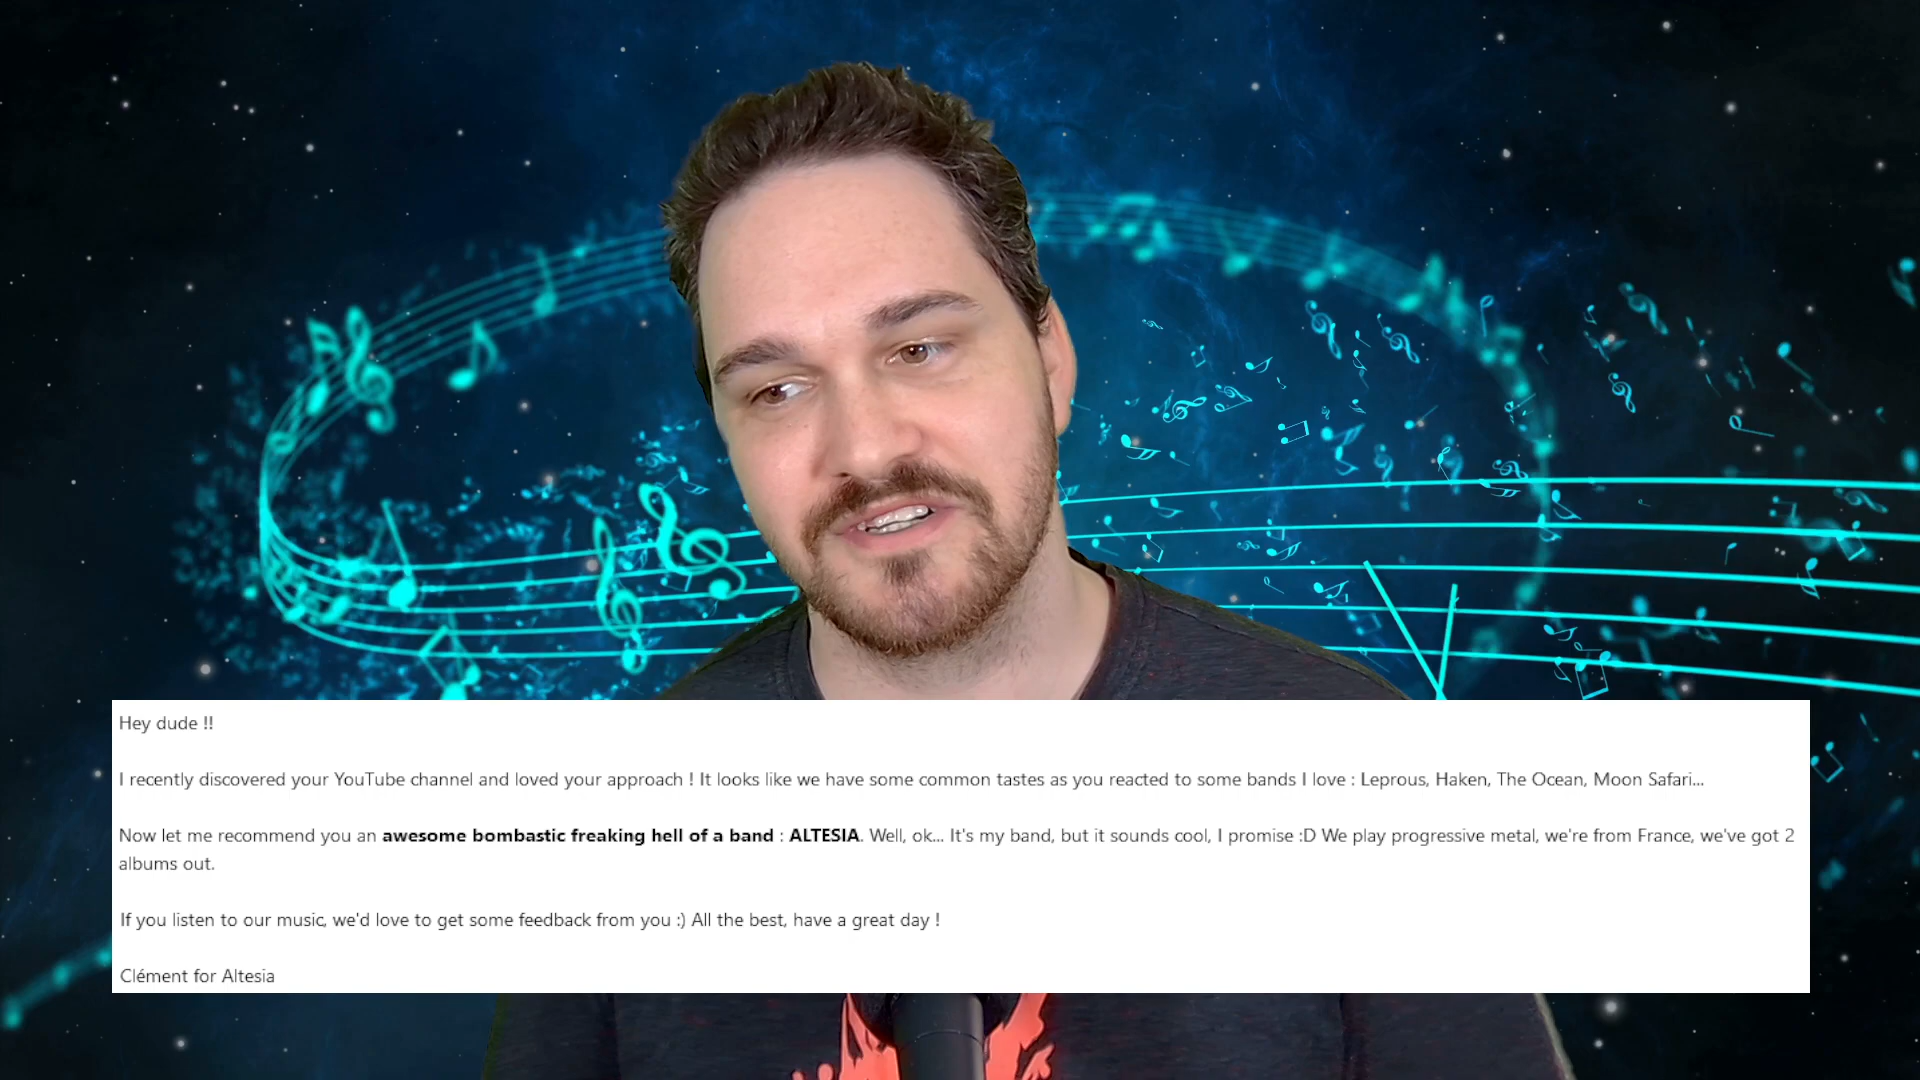 Hey dude !!
I recently discovered your YouTube channel and loved your approach ! It looks like we have some common tastes as you reacted to some bands I love : Leprous, Haken, The Ocean, Moon Safari...
Now let me recommend you an awesome bombastic freaking hell of a band : ALTESIA. Well, ok... It's my band, but it sounds cool, I promise :D We play progressive metal, we're from France, we've got 2
albums out.
If you listen to our music, we'd love to get some feedback from you :) All the best, have a great day !
Clément for Altesia